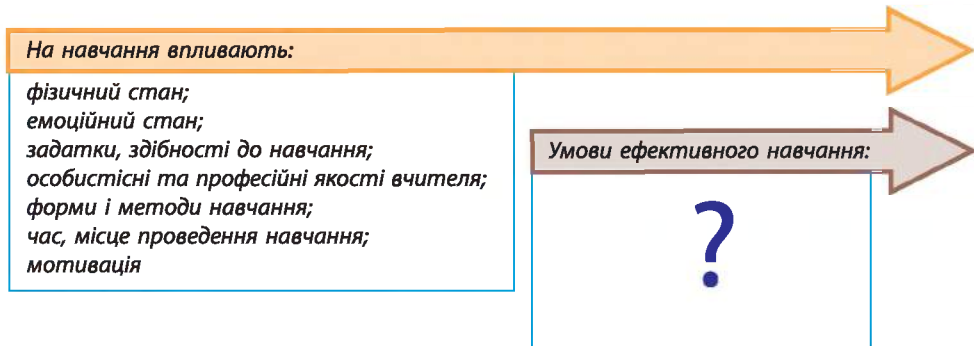 На навчання впливають:
фізичний стан;
емоційний стан;
задатки, здібності до навчання;
особистісні та професійні якості вчителя;
форми і методи навчання;
час, місце проведення навчання;
мотивація
Умови ефективного навчання:
?